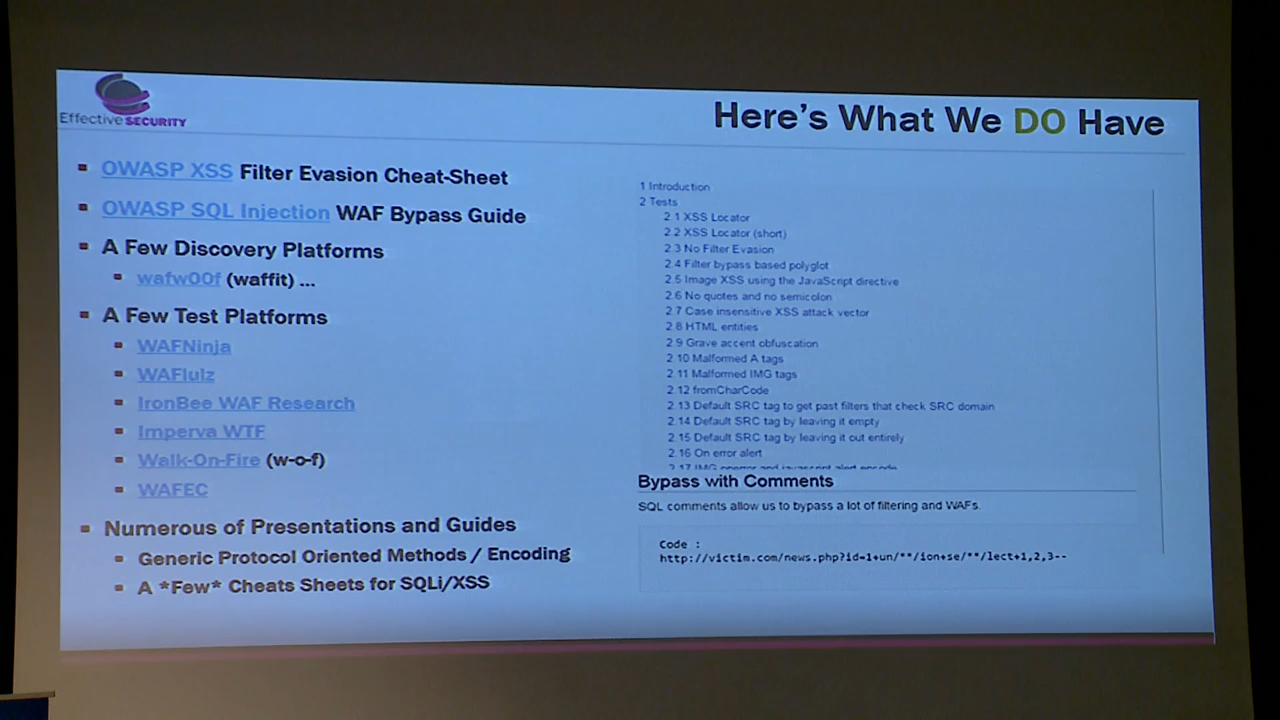 Effective SECURITY
Here's What We DO Have
OWASP XSS Filter Evasion Cheat-Sheet
OWASP SQL Injection WAF Bypass Guide
A Few Discovery Platforms
wafw00f (waffit) ...
A Few Test Platforms
WAFNinja
WAFlulz
IronBee WAF Research
Imperva WTF
Walk-On-Fire (w-o-f)
WAFEC
Numerous of Presentations and Guides
Generic Protocol Oriented Methods / Encoding
A *Few* Cheats Sheets for SQLi/XSS
1 Introduction
2 Tests
2.1 XSS Locator
2.2 XSS Locator (short)
2.3 No Filter Evasion
2.4 Filter bypass based polyglot
2.5 Image XSS using the JavaScript directive
2.6 No quotes and no semicolon
2.7 Case insensitive XSS attack vector
2.8 HTML entities
2.9 Grave accent obfuscation
2.10 Malformed A tags
2.11 Malformed IMG tags
2.12 fromCharCode
2.13 Default SRC tag to get past filters that check SRC domain
2.14 Default SRC tag by leaving it empty
2.15 Default SRC tag by leaving it out entirely
2.16 On error alert
2.17 IMG onerror and javascript alert encode
Bypass with Comments
SQL comments allow us to bypass a lot of filtering and WAFs.
Code :
http://victim.com/news.php?id=1+un/**/ion+se/**/lect+1,2,3--